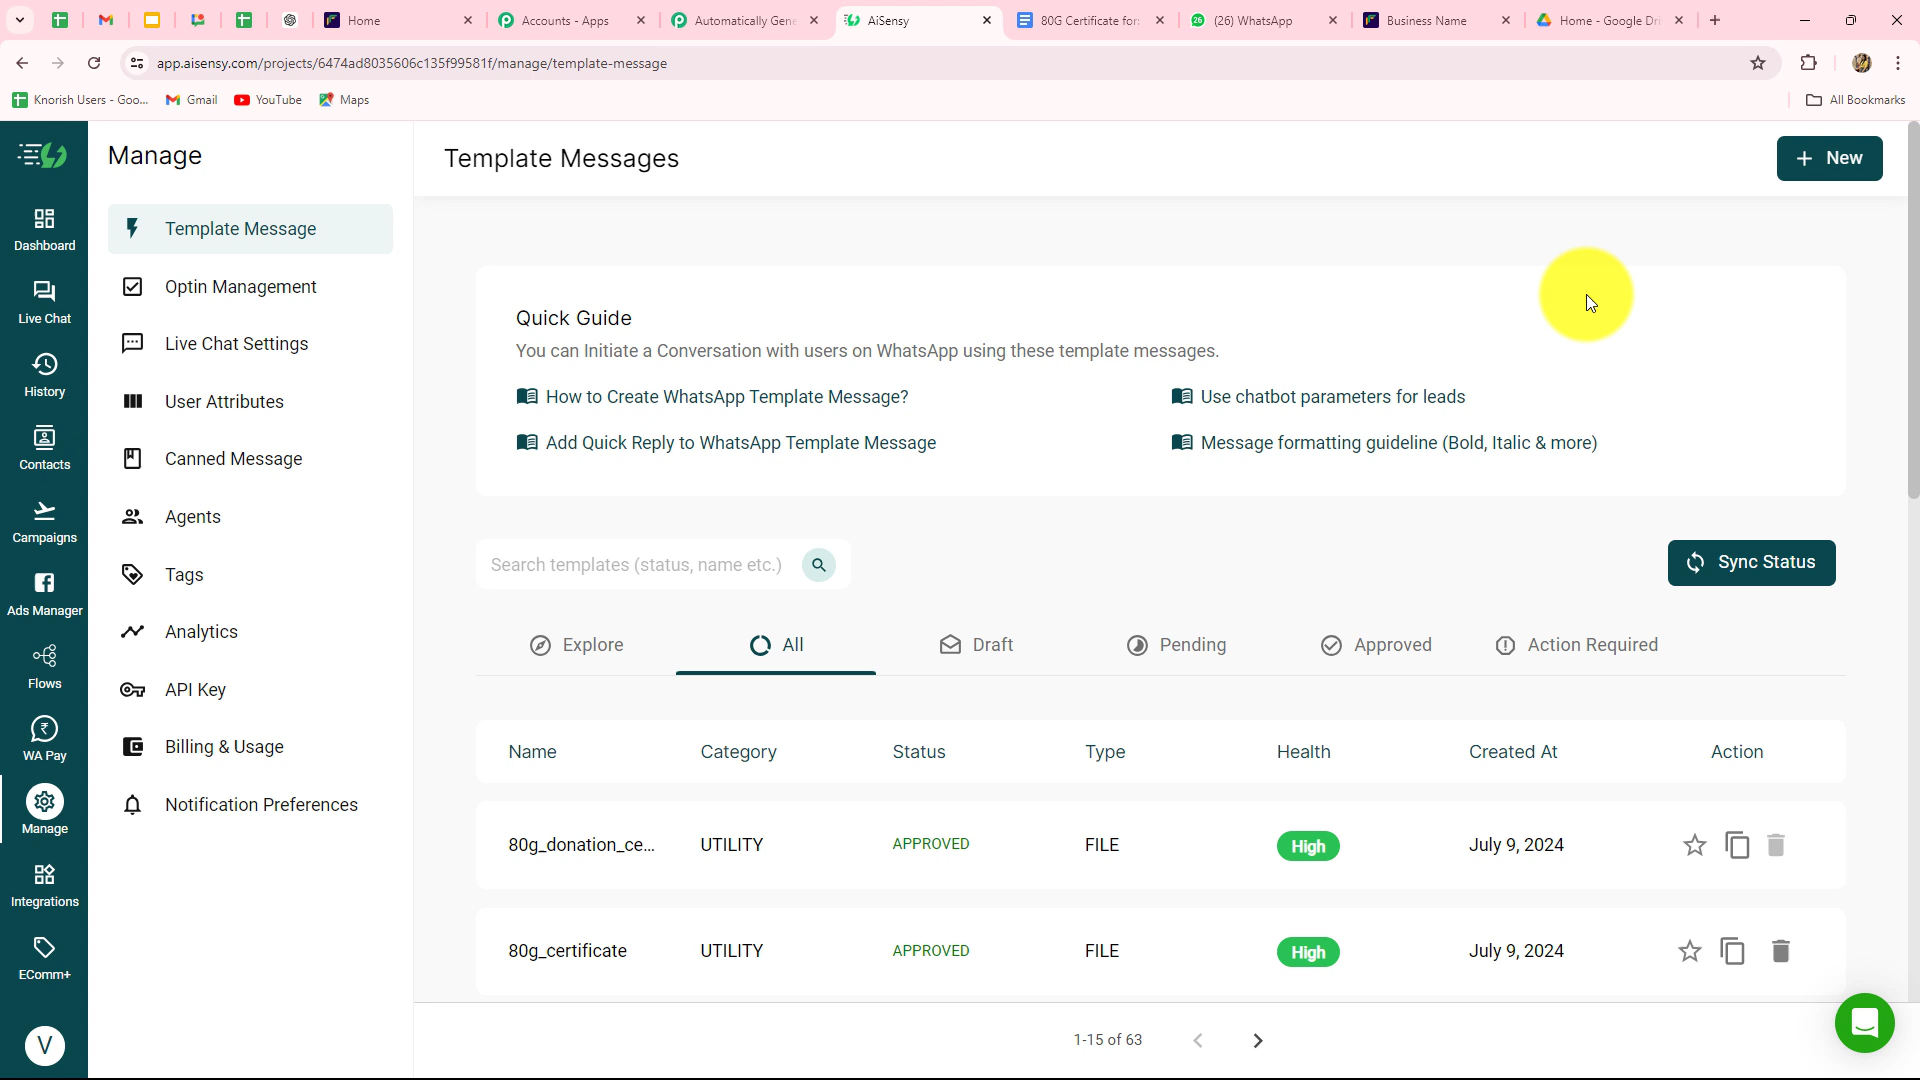 Home
Accounts - Apps
Automatically Gene
AiSensy
80G Certificate for
(26) WhatsApp
Business Name
Home - Google Dri
app.aisensy.com/projects/6474ad8035606c135f99581f/manage/template-message
Knorish Users - Goo...
Gmail
YouTube
Maps
All Bookmarks
Dashboard
Live Chat
History
Contacts
Campaigns
Ads Manager
Flows
WA Pay
Manage
Integrations
EComm+
V
Manage
Template Message
Optin Management
Live Chat Settings
User Attributes
Canned Message
Agents
Tags
Analytics
API Key
Billing & Usage
Notification Preferences
Template Messages
+ New
Quick Guide
You can Initiate a Conversation with users on WhatsApp using these template messages.
How to Create WhatsApp Template Message?
Use chatbot parameters for leads
Add Quick Reply to WhatsApp Template Message
Message formatting guideline (Bold, Italic & more)
Search templates (status, name etc.)
Sync Status
Explore
All
Draft
Pending
Approved
Action Required
Name Category Status Type Health Created At Action
80g_donation_ce... UTILITY APPROVED FILE High July 9, 2024
80g_certificate UTILITY APPROVED FILE High July 9, 2024
1-15 of 63